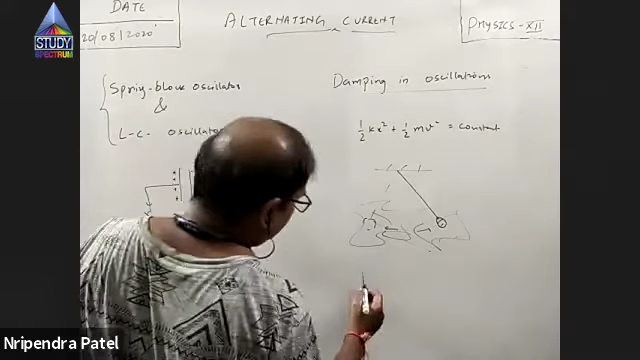 DATE
20/08/2020
STUDY
SPECTRUM
ALTERNATING CURRENT
PHYSICS-XII
Spring-block oscillator
&
L-C. oscillator
Damping in oscillations
½ kx² + ½ mv² = constant
Nripendra Patel